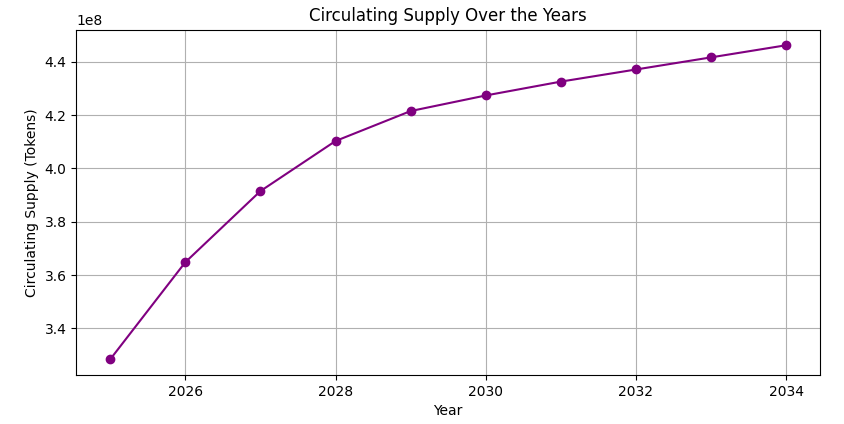 Circulating Supply Over the Years
1e8
Circulating Supply (Tokens)
4.4
4.2
4.0
3.8
3.6
3.4
2026 2028 2030 2032 2034
Year